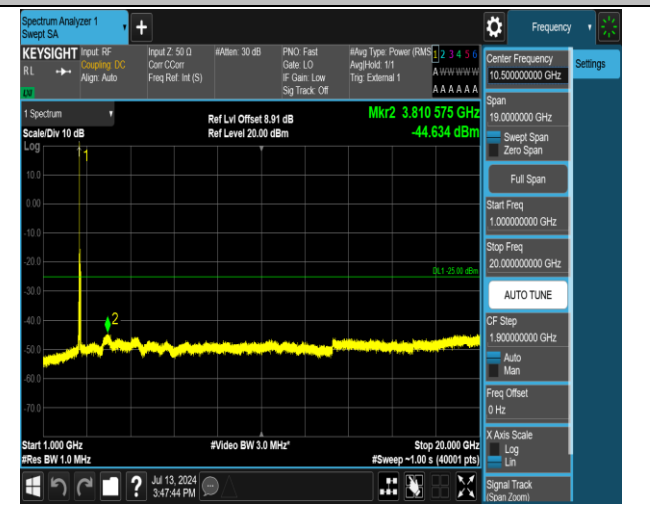 Spectrum Analyzer 1
Swept SA
Frequency
KEYSIGHT
RL
Input: RF
Coupling: DC
Align: Auto
Input Z: 50 Ω
Corr CCorr
Freq Ref: Int (S)
#Atten: 30 dB
PNO: Fast
Gate: LO
IF Gain: Low
Sig Track: Off
#Avg Type: Power (RMS
Avg|Hold: 1/1
Trig: External 1
1 2 3 4 5 6
A W W W W W
A A A A A A
1 Spectrum
Scale/Div 10 dB
Log
Ref Lvl Offset 8.91 dB
Ref Level 20.00 dBm
Mkr2 3.810 575 GHz
-44.634 dBm
10.0
0.00
-10.0
-20.0
-30.0
-40.0
-50.0
-60.0
-70.0
1
2
DL1 -25.00 dBm
Start 1.000 GHz
#Res BW 1.0 MHz
#Video BW 3.0 MHz*
Stop 20.000 GHz
#Sweep ~1.00 s (40001 pts)
Jul 13, 2024
3:47:44 PM
Settings
Center Frequency
10.500000000 GHz
Span
19.0000000 GHz
Swept Span
Zero Span
Full Span
Start Freq
1.000000000 GHz
Stop Freq
20.000000000 GHz
AUTO TUNE
CF Step
1.900000000 GHz
Auto
Man
Freq Offset
0 Hz
X Axis Scale
Log
Lin
Signal Track
(Span Zoom)